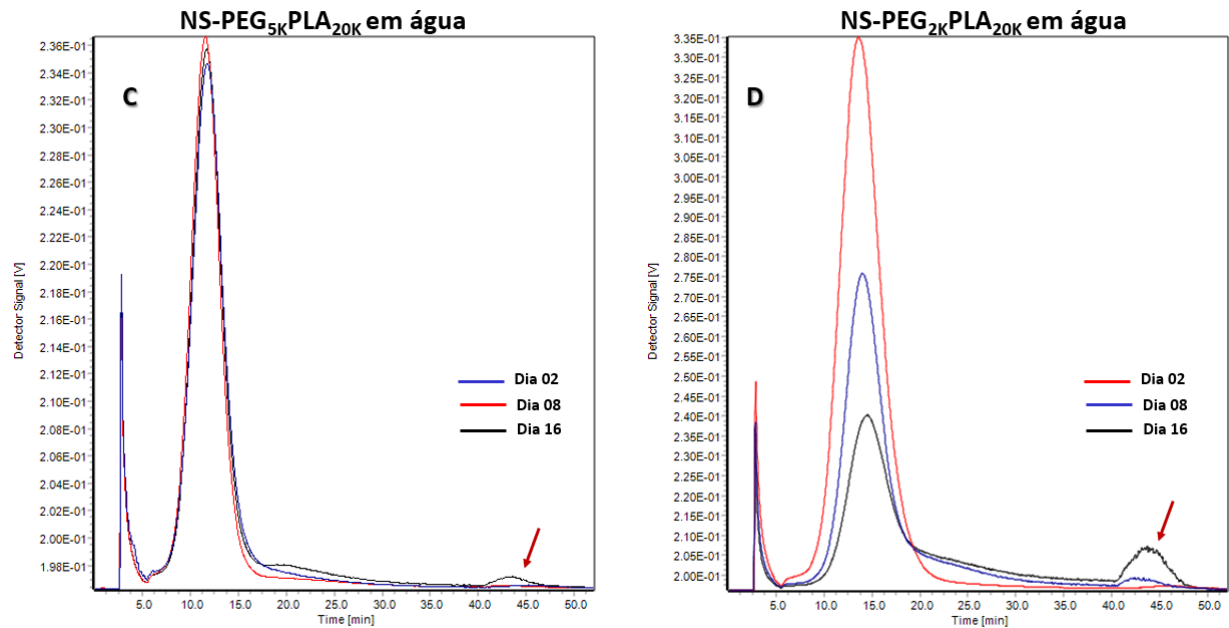 NS-PEG5KPLA20K em água
C
2.36E-01
2.34E-01
2.32E-01
2.30E-01
2.28E-01
2.26E-01
2.24E-01
2.22E-01
2.20E-01
2.18E-01
2.16E-01
2.14E-01
2.12E-01
2.10E-01
2.08E-01
2.06E-01
2.04E-01
2.02E-01
2.00E-01
1.98E-01
Detector Signal [V]
Dia 02
Dia 08
Dia 16
5.0 10.0 15.0 20.0 25.0 30.0 35.0 40.0 45.0 50.0
Time [min]
NS-PEG2KPLA20K em água
D
3.35E-01
3.30E-01
3.25E-01
3.20E-01
3.15E-01
3.10E-01
3.05E-01
3.00E-01
2.95E-01
2.90E-01
2.85E-01
2.80E-01
2.75E-01
2.70E-01
2.65E-01
2.60E-01
2.55E-01
2.50E-01
2.45E-01
2.40E-01
2.35E-01
2.30E-01
2.25E-01
2.20E-01
2.15E-01
2.10E-01
2.05E-01
2.00E-01
Detector Signal [V]
Dia 02
Dia 08
Dia 16
5.0 10.0 15.0 20.0 25.0 30.0 35.0 40.0 45.0 50.0
Time [min]